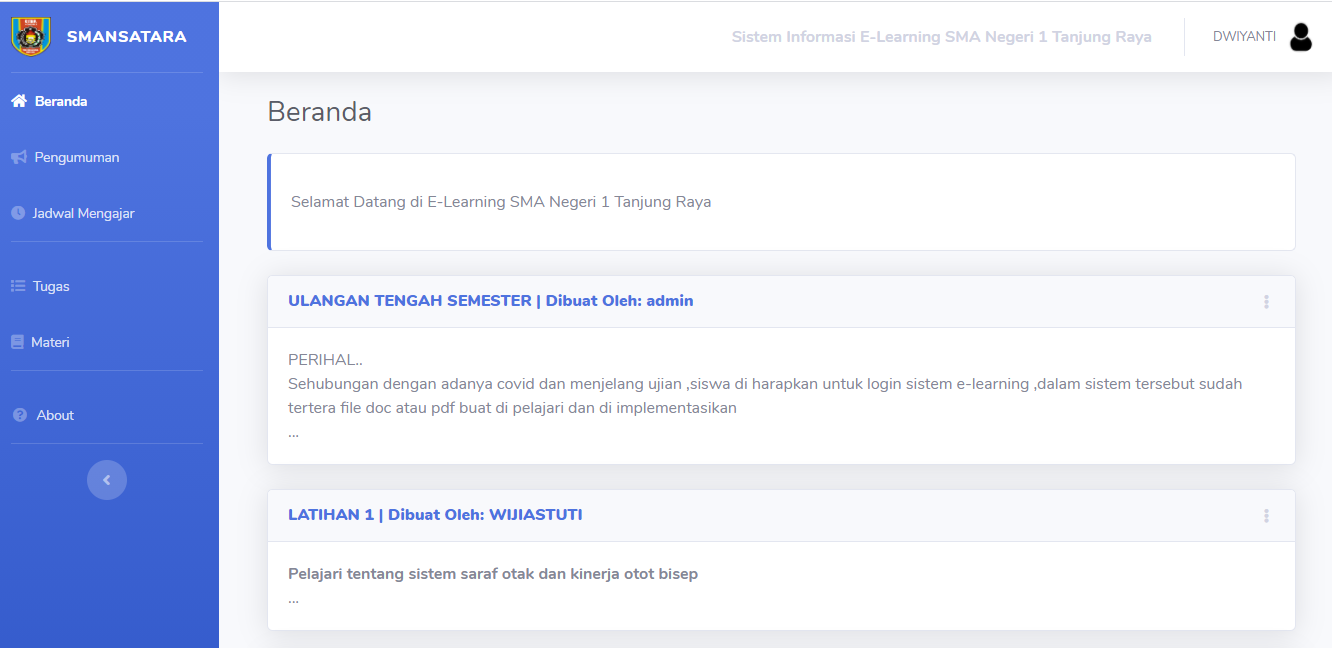 SMANSATARA
Sistem Informasi E-Learning SMA Negeri 1 Tanjung Raya
DWIYANTI
Beranda
Pengumuman
Jadwal Mengajar
Tugas
Materi
About
Beranda
Selamat Datang di E-Learning SMA Negeri 1 Tanjung Raya
ULANGAN TENGAH SEMESTER | Dibuat Oleh: admin
PERIHAL..
Sehubungan dengan adanya covid dan menjelang ujian ,siswa di harapkan untuk login sistem e-learning ,dalam sistem tersebut sudah
tertera file doc atau pdf buat di pelajari dan di implementasikan
...
LATIHAN 1 | Dibuat Oleh: WIJIASTUTI
Pelajari tentang sistem saraf otak dan kinerja otot bisep
...